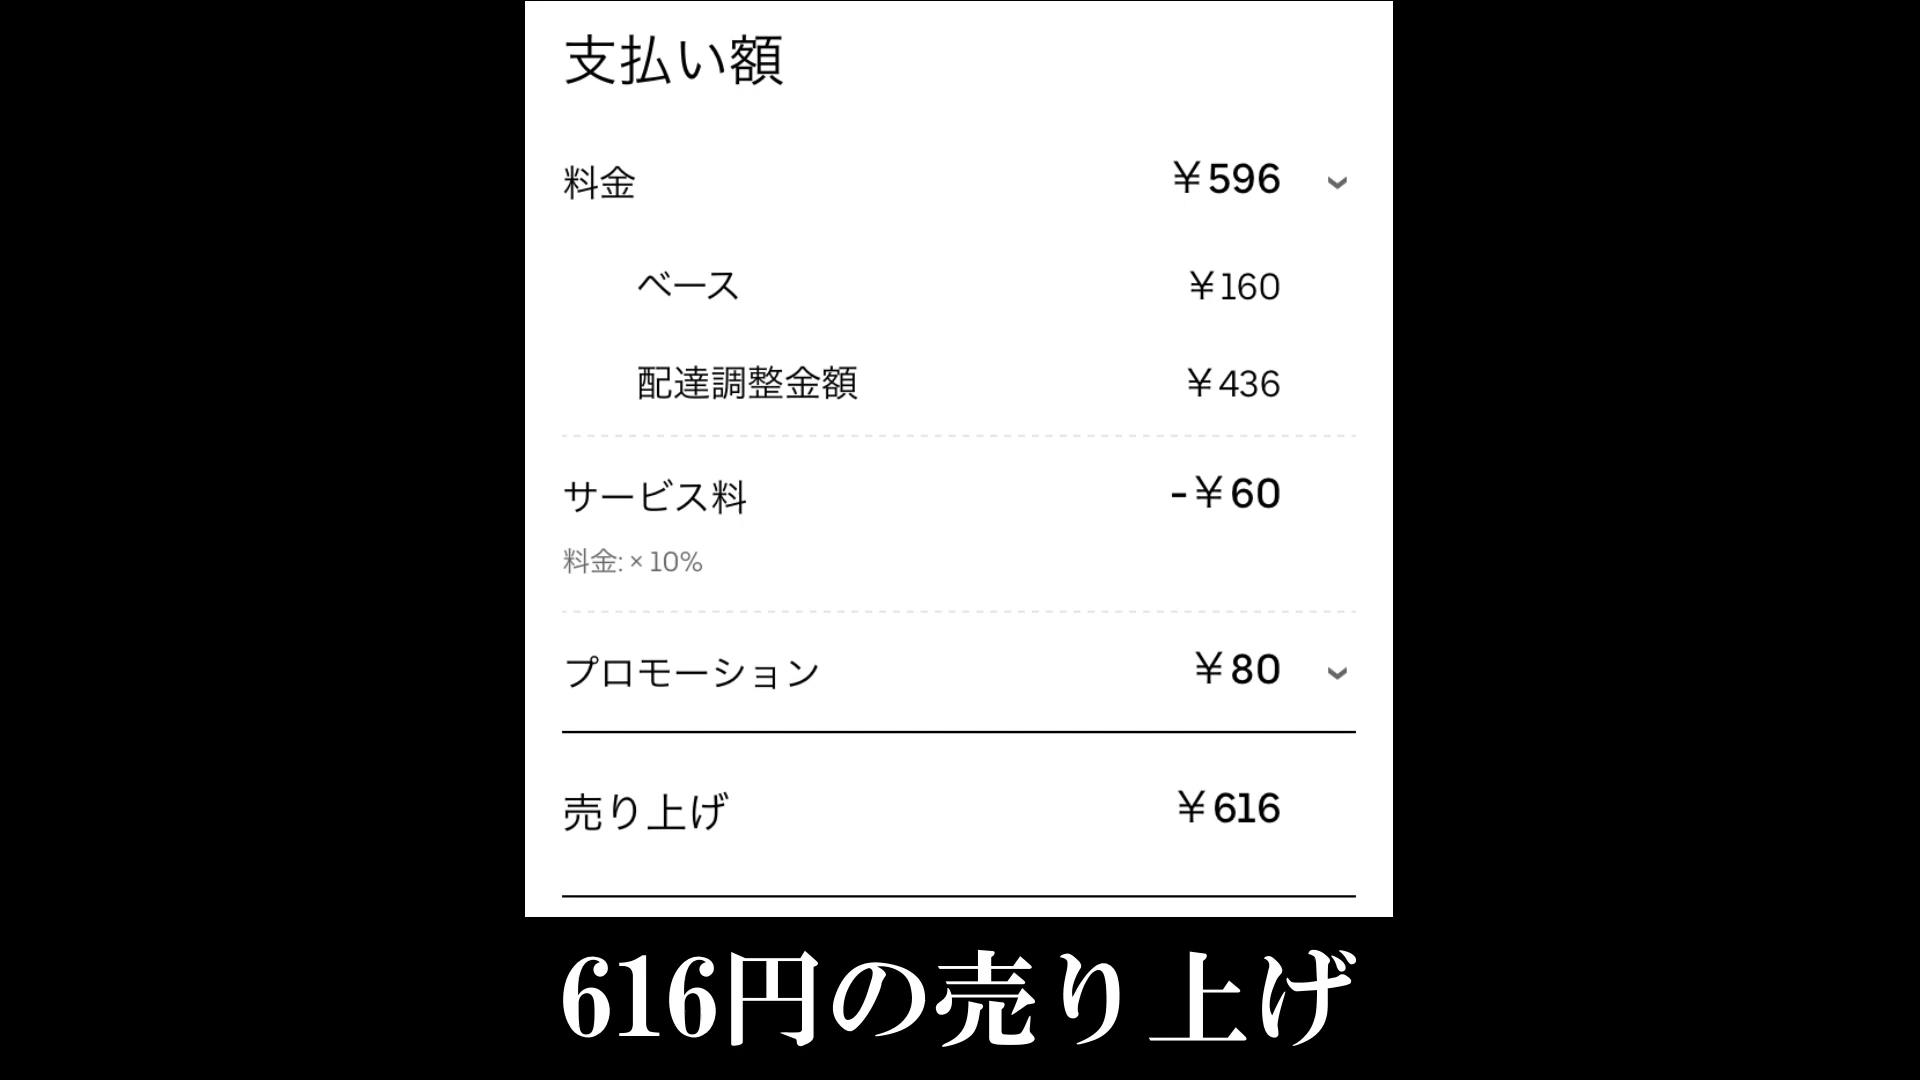 支払い額
料金 ￥596
ベース ￥160
配達調整金額 ￥436
サービス料 -￥60
料金: × 10%
プロモーション ￥80
売り上げ ￥616
616円の売り上げ